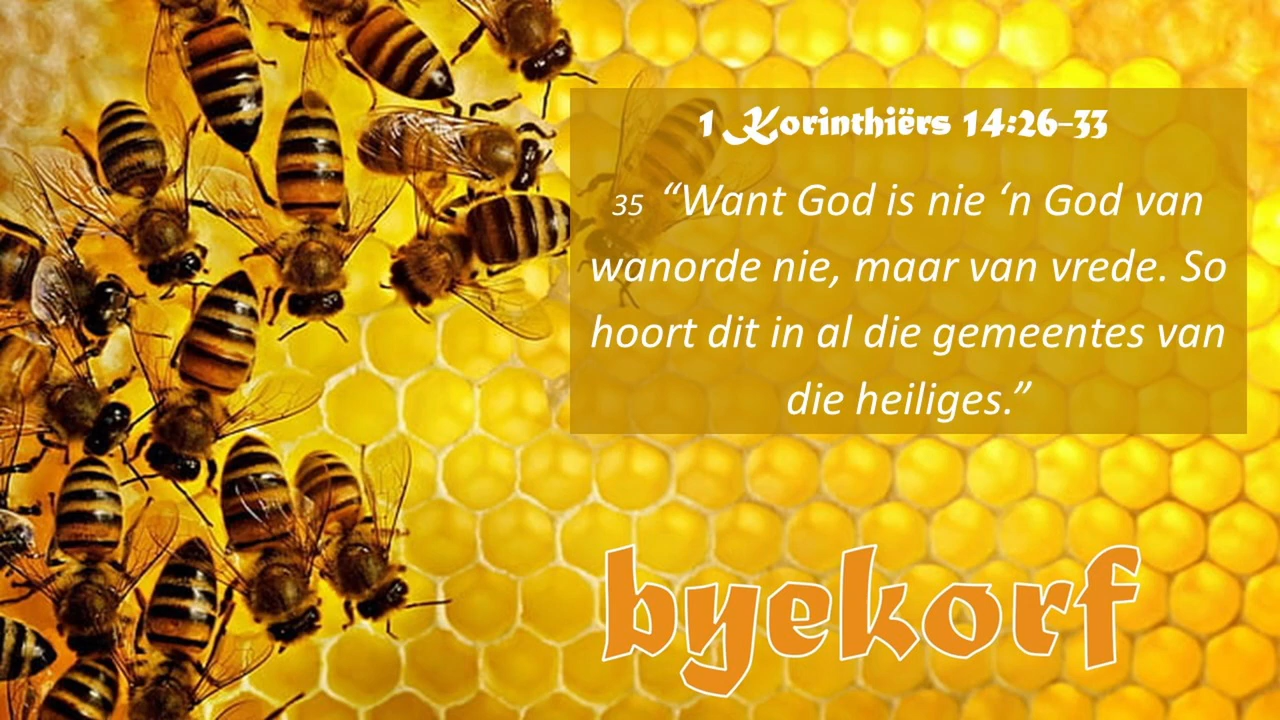 1 Korinthiërs 14:26–33
35 “Want God is nie ‘n God van
wanorde nie, maar van vrede. So
hoort dit in al die gemeentes van
die heiliges.”
byekorf